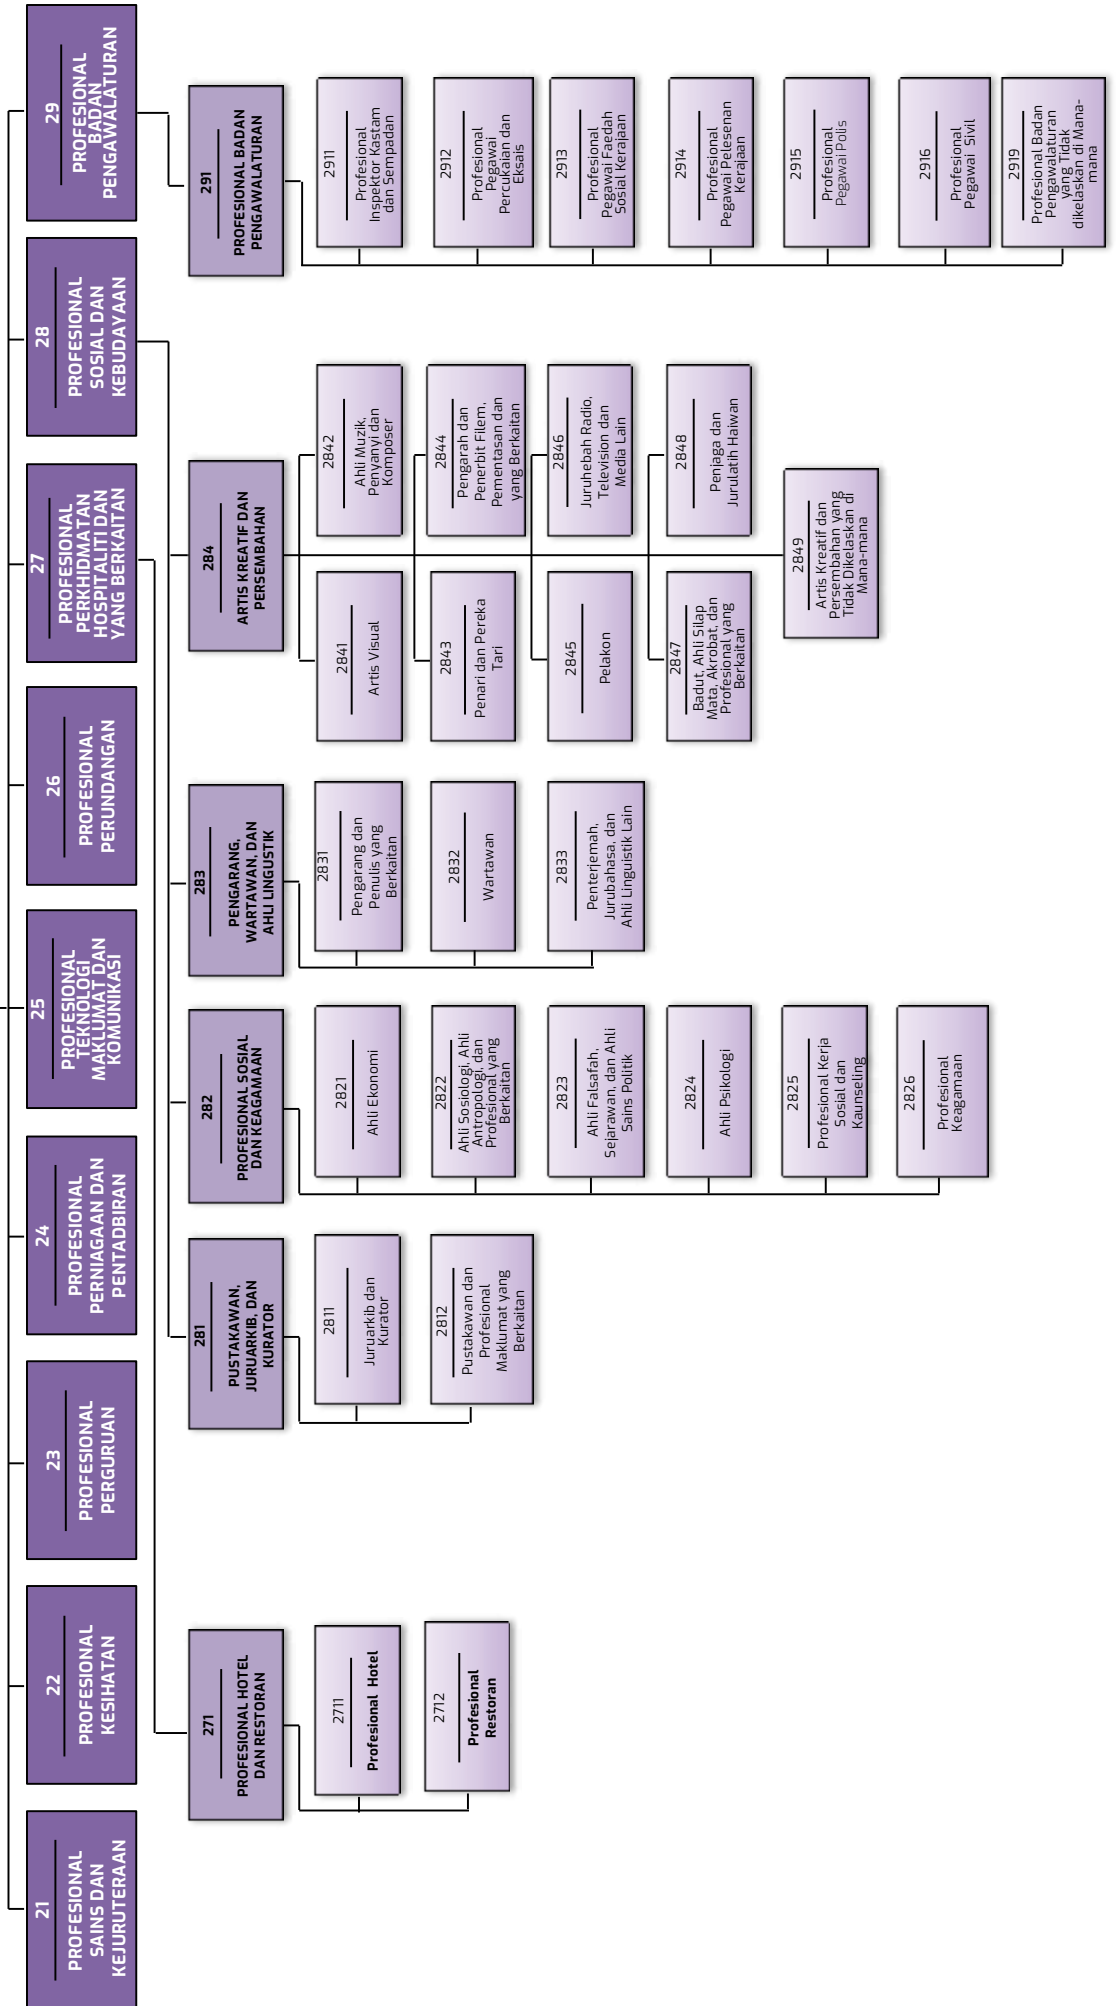 21
PROFESIONAL
SAINS DAN
KEJURUTERAAN
22
PROFESIONAL
KESIHATAN
23
PROFESIONAL
PERGURUAN
24
PROFESIONAL
PERNIAGAAN DAN
PENTADBIRAN
25
PROFESIONAL
TEKNOLOGI
MAKLUMAT DAN
KOMUNIKASI
26
PROFESIONAL
PERUNDANGAN
27
PROFESIONAL
PERKHIDMATAN
HOSPITALITI DAN
YANG BERKAITAN
28
PROFESIONAL
SOSIAL DAN
KEBUDAYAAN
29
PROFESIONAL
BADAN
PENGAWALATURAN
271
PROFESIONAL HOTEL
DAN RESTORAN
2711
Profesional Hotel
2712
Profesional
Restoran
281
PUSTAKAWAN,
JURUARKIB, DAN
KURATOR
2811
Juruarkib dan
Kurator
2812
Pustakawan dan
Profesional
Maklumat yang
Berkaitan
282
PROFESIONAL SOSIAL
DAN KEAGAMAAN
2821
Ahli Ekonomi
2822
Ahli Sosiologi, Ahli
Antropologi, dan
Profesional yang
Berkaitan
2823
Ahli Falsafah,
Sejarawan, dan Ahli
Sains Politik
2824
Ahli Psikologi
2825
Profesional Kerja
Sosial dan
Kaunseling
2826
Profesional
Keagamaan
283
PENGARANG,
WARTAWAN, DAN
AHLI LINGUSTIK
2831
Pengarang dan
Penulis yang
Berkaitan
2832
Wartawan
2833
Penterjemah,
Jurubahasa, dan
Ahli Linguistik Lain
284
ARTIS KREATIF DAN
PERSEMBAHAN
2841
Artis Visual
2842
Ahli Muzik,
Penyanyi dan
Komposer
2843
Penari dan Pereka
Tari
2844
Pengarah dan
Penerbit Filem,
Pementasan dan
yang Berkaitan
2845
Pelakon
2846
Juruhebah Radio,
Television dan
Media Lain
2847
Badut, Ahli Silap
Mata, Akrobat, dan
Profesional yang
Berkaitan
2848
Penjaga dan
Jurulatih Haiwan
2849
Artis Kreatif dan
Persembahan yang
Tidak Dikelaskan di
Mana-mana
291
PROFESIONAL BADAN
PENGAWALATURAN
2911
Profesional
Inspektor Kastam
dan Sempadan
2912
Profesional
Pegawai
Percukaian dan
Eksais
2913
Profesional
Pegawai Faedah
Sosial Kerajaan
2914
Profesional
Pegawai Pelesenan
Kerajaan
2915
Profesional
Pegawai Polis
2916
Profesional
Pegawai Sivil
2919
Profesional Badan
Pengawalaturan
yang Tidak
dikelaskan di Mana-
mana